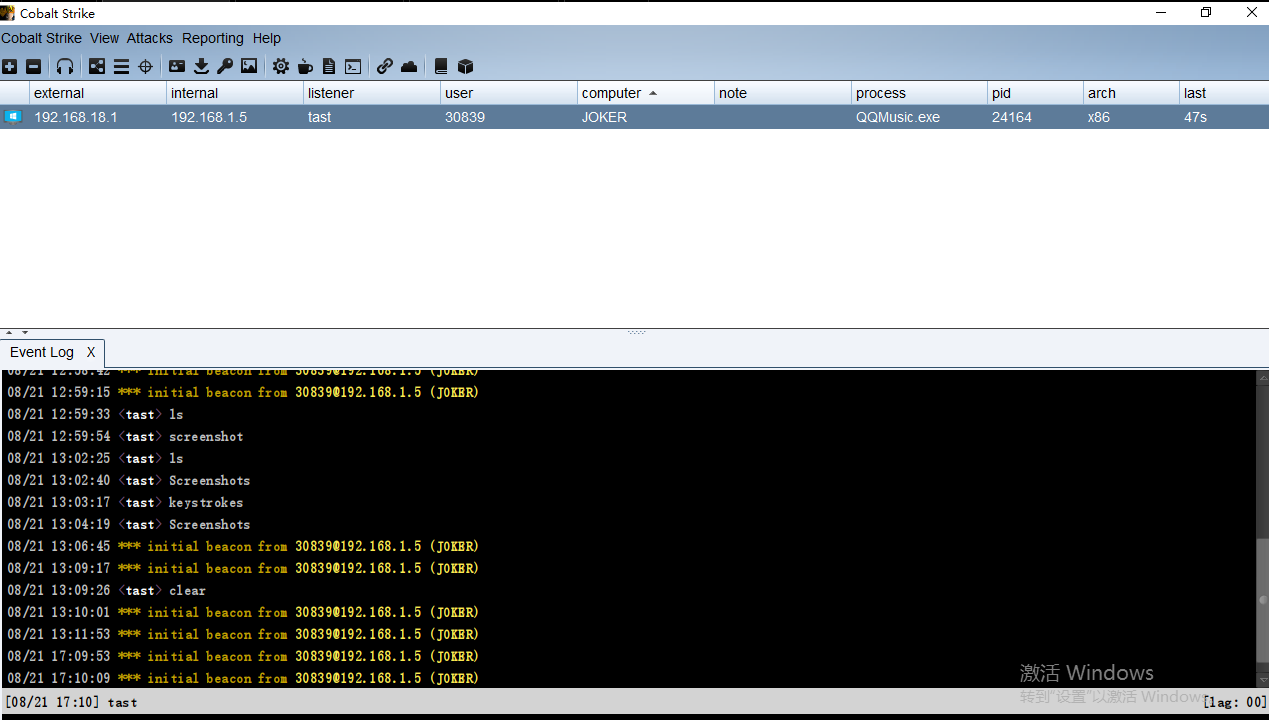 Cobalt Strike
Cobalt Strike View Attacks Reporting Help
external internal listener user computer note process pid arch last
192.168.18.1 192.168.1.5 tast 30839 JOKER QQMusic.exe 24164 x86 47s
Event Log X
08/21 12:58:42 *** initial beacon from 30839@192.168.1.5 (JOKER)
08/21 12:59:15 *** initial beacon from 30839@192.168.1.5 (JOKER)
08/21 12:59:33 <tast> ls
08/21 12:59:54 <tast> screenshot
08/21 13:02:25 <tast> ls
08/21 13:02:40 <tast> Screenshots
08/21 13:03:17 <tast> keystrokes
08/21 13:04:19 <tast> Screenshots
08/21 13:06:45 *** initial beacon from 30839@192.168.1.5 (JOKER)
08/21 13:09:17 *** initial beacon from 30839@192.168.1.5 (JOKER)
08/21 13:09:26 <tast> clear
08/21 13:10:01 *** initial beacon from 30839@192.168.1.5 (JOKER)
08/21 13:11:53 *** initial beacon from 30839@192.168.1.5 (JOKER)
08/21 17:09:53 *** initial beacon from 30839@192.168.1.5 (JOKER)
08/21 17:10:09 *** initial beacon from 30839@192.168.1.5 (JOKER)
激活 Windows
转到"设置"以激活 Windows
[08/21 17:10] tast [lag: 00]